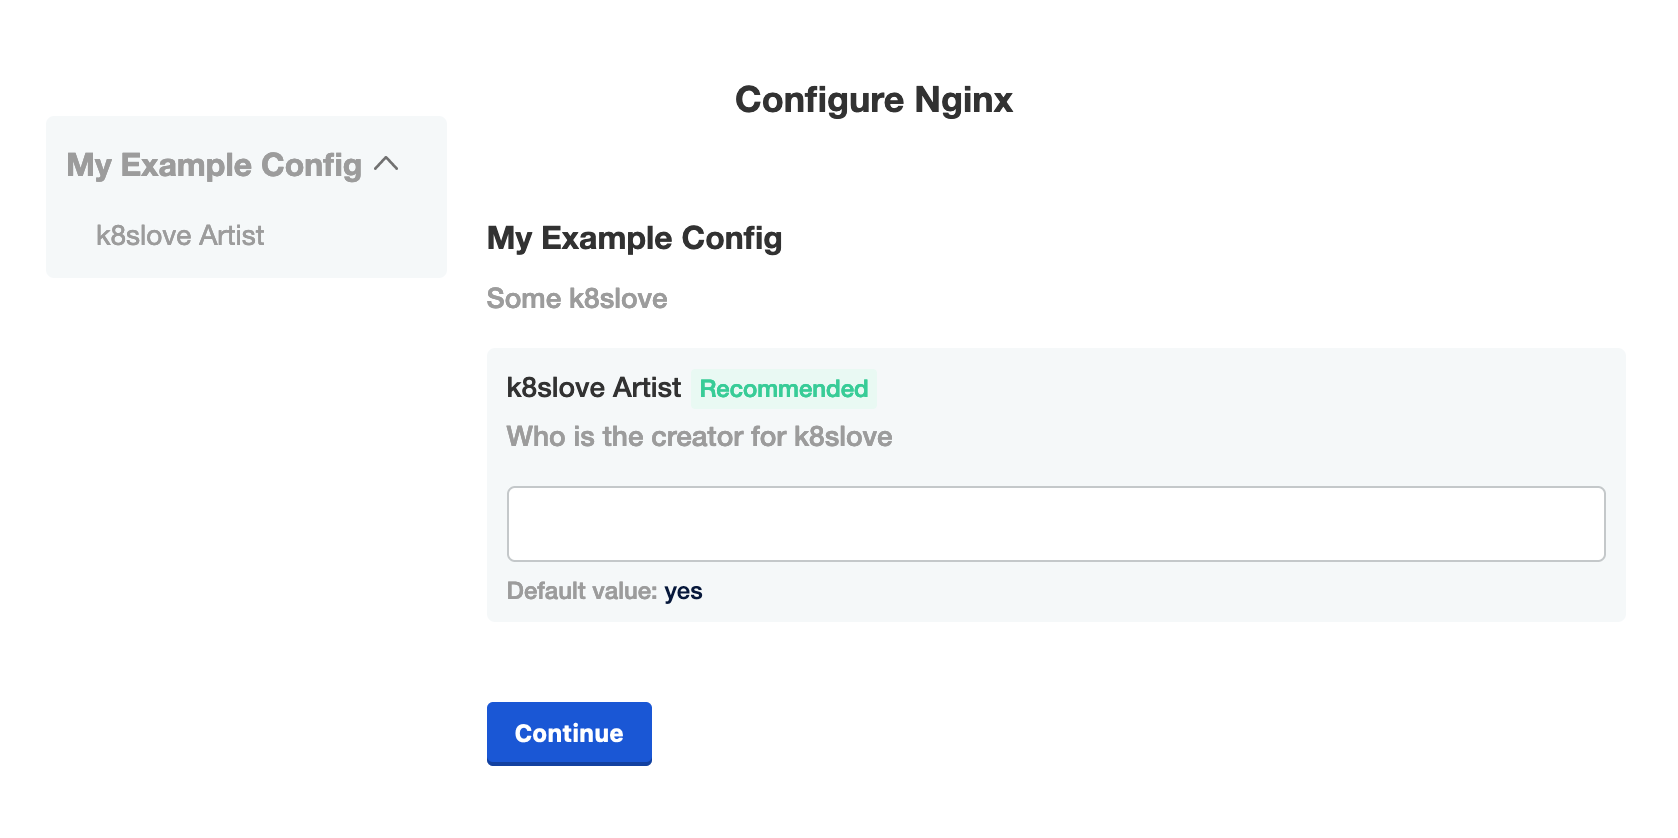 Configure Nginx
My Example Config
k8slove Artist
My Example Config
Some k8slove
k8slove Artist Recommended
Who is the creator for k8slove
Default value: yes
Continue